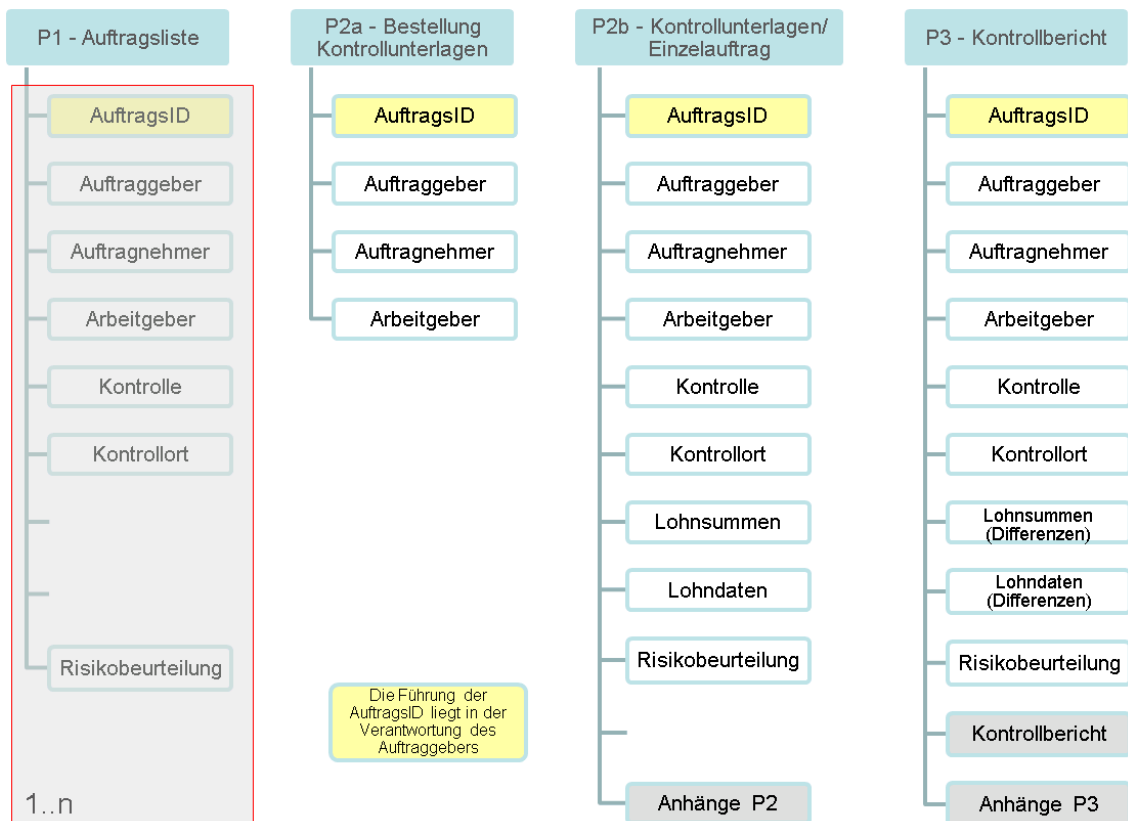 P1 - Auftragsliste
AuftragsID
Auftraggeber
Auftragnehmer
Arbeitgeber
Kontrolle
Kontrollort
Risikobeurteilung
1..n
P2a - Bestellung
Kontrollunterlagen
AuftragsID
Auftraggeber
Auftragnehmer
Arbeitgeber
Die Führung der
AuftragsID liegt in der
Verantwortung des
Auftraggebers
P2b - Kontrollunterlagen/
Einzelauftrag
AuftragsID
Auftraggeber
Auftragnehmer
Arbeitgeber
Kontrolle
Kontrollort
Lohnsummen
Lohndaten
Risikobeurteilung
Anhänge P2
P3 - Kontrollbericht
AuftragsID
Auftraggeber
Auftragnehmer
Arbeitgeber
Kontrolle
Kontrollort
Lohnsummen
(Differenzen)
Lohndaten
(Differenzen)
Risikobeurteilung
Kontrollbericht
Anhänge P3